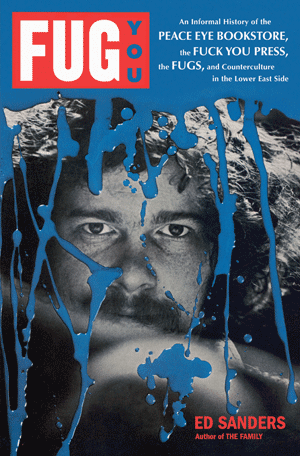 FUG
YOU
An Informal History of the
PEACE EYE BOOKSTORE,
the FUCK YOU PRESS,
the FUGS, and Counterculture
in the Lower East Side
ED SANDERS
Author of THE FAMILY